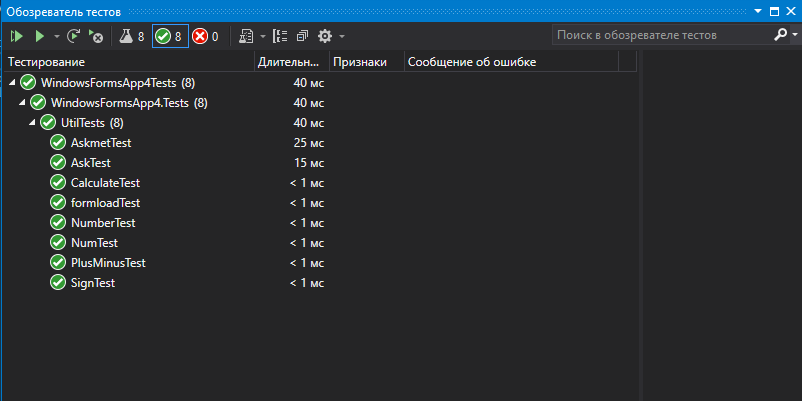 Обозреватель тестов
8 8 0 Поиск в обозревателе тестов
Тестирование Длительн... Признаки Сообщение об ошибке
WindowsFormsApp4Tests (8) 40 мс
WindowsFormsApp4.Tests (8) 40 мс
UtilTests (8) 40 мс
AskmetTest 25 мс
AskTest 15 мс
CalculateTest < 1 мс
formloadTest < 1 мс
NumberTest < 1 мс
NumTest < 1 мс
PlusMinusTest < 1 мс
SignTest < 1 мс